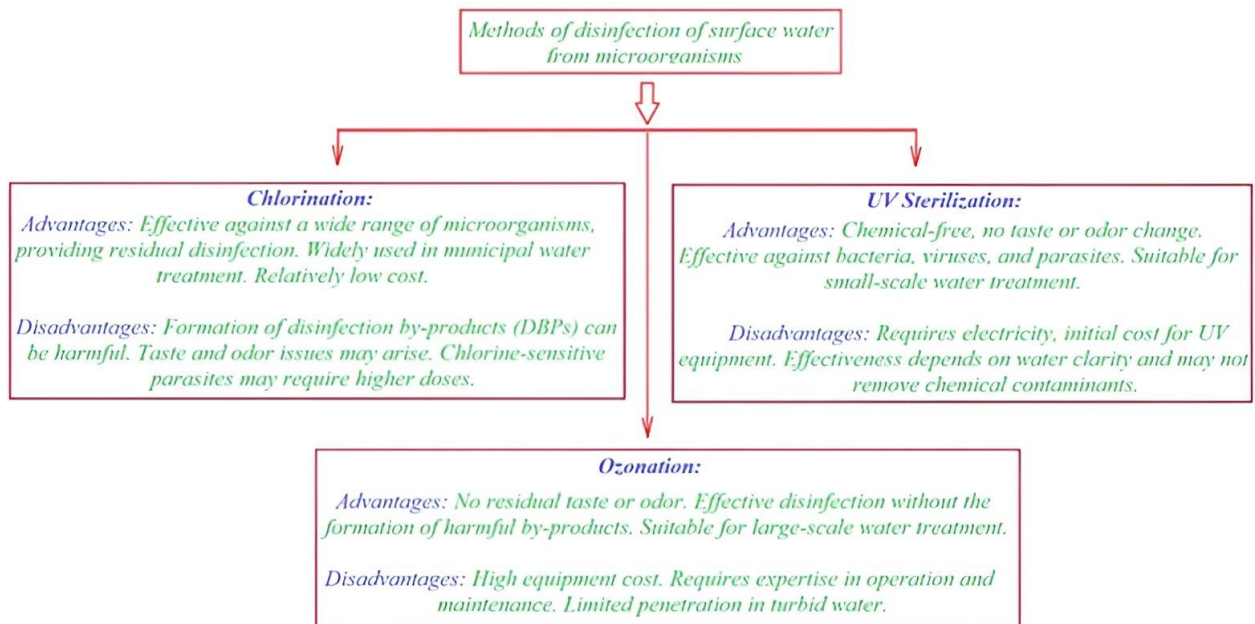 Methods of disinfection of surface water
from microorganisms
Chlorination:
Advantages: Effective against a wide range of microorganisms,
providing residual disinfection. Widely used in municipal water
treatment. Relatively low cost.
Disadvantages: Formation of disinfection by-products (DBPs) can
be harmful. Taste and odor issues may arise. Chlorine-sensitive
parasites may require higher doses.
UV Sterilization:
Advantages: Chemical-free, no taste or odor change.
Effective against bacteria, viruses, and parasites. Suitable for
small-scale water treatment.
Disadvantages: Requires electricity, initial cost for UV
equipment. Effectiveness depends on water clarity and may not
remove chemical contaminants.
Ozonation:
Advantages: No residual taste or odor. Effective disinfection without the
formation of harmful by-products. Suitable for large-scale water treatment.
Disadvantages: High equipment cost. Requires expertise in operation and
maintenance. Limited penetration in turbid water.